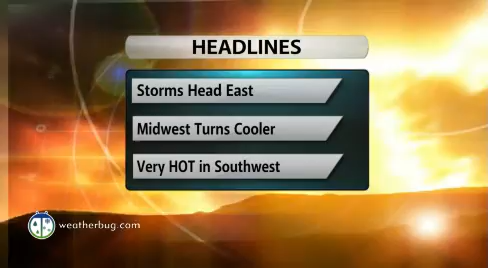 HEADLINES
Storms Head East
Midwest Turns Cooler
Very HOT in Southwest
weatherbug.com